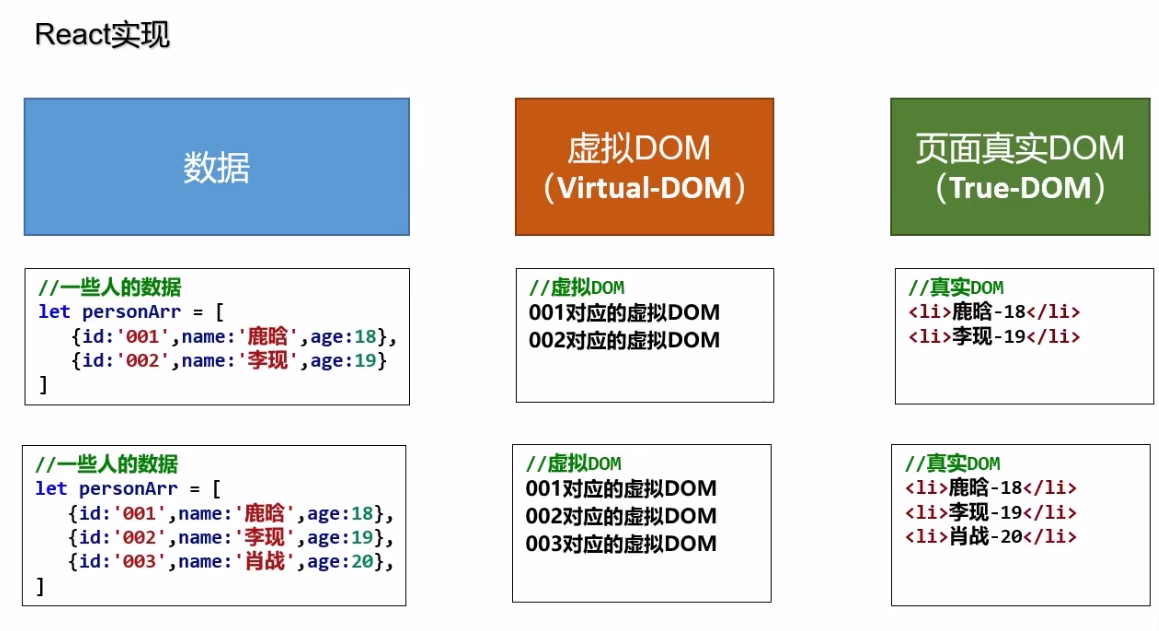 React实现
数据
虚拟DOM
（Virtual-DOM）
页面真实DOM
（True-DOM）
//一些人的数据
let personArr = [
{id:'001',name:'鹿晗',age:18},
{id:'002',name:'李现',age:19}
]
//虚拟DOM
001对应的虚拟DOM
002对应的虚拟DOM
//真实DOM
<li>鹿晗-18</li>
<li>李现-19</li>
//一些人的数据
let personArr = [
{id:'001',name:'鹿晗',age:18},
{id:'002',name:'李现',age:19},
{id:'003',name:'肖战',age:20},
]
//虚拟DOM
001对应的虚拟DOM
002对应的虚拟DOM
003对应的虚拟DOM
//真实DOM
<li>鹿晗-18</li>
<li>李现-19</li>
<li>肖战-20</li>